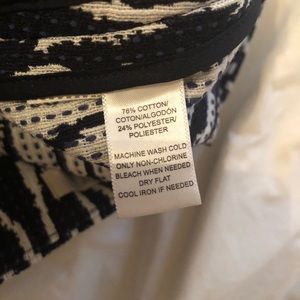 76% COTTON/
COTON/ALGODÓN
24% POLYESTER/
POLIESTER
MACHINE WASH COLD
ONLY NON-CHLORINE
BLEACH WHEN NEEDED
DRY FLAT
COOL IRON IF NEEDED